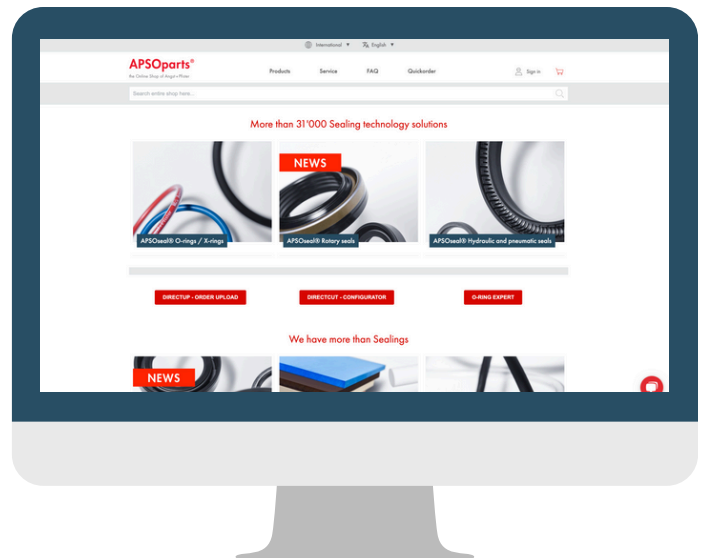 International ▼ English ▼
APSOparts®
the Online Shop of Angst+Pfister
Products Service FAQ Quickorder Sign in
Search entire shop here...
More than 31'000 Sealing technology solutions
NEWS
APSOseal® O-rings / X-rings APSOseal® Rotary seals APSOseal® Hydraulic and pneumatic seals
DIRECTUP - ORDER UPLOAD DIRECTCUT - CONFIGURATOR O-RING EXPERT
We have more than Sealings
NEWS